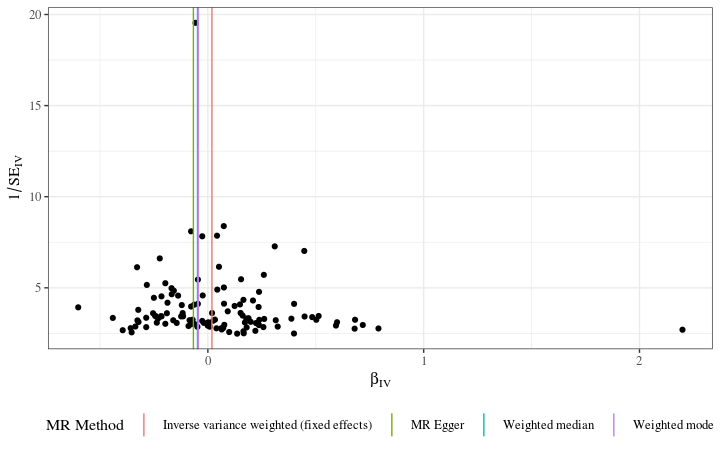 20
15
10
5
1/SE_IV
0 1 2
β_IV
MR Method Inverse variance weighted (fixed effects) MR Egger Weighted median Weighted mode